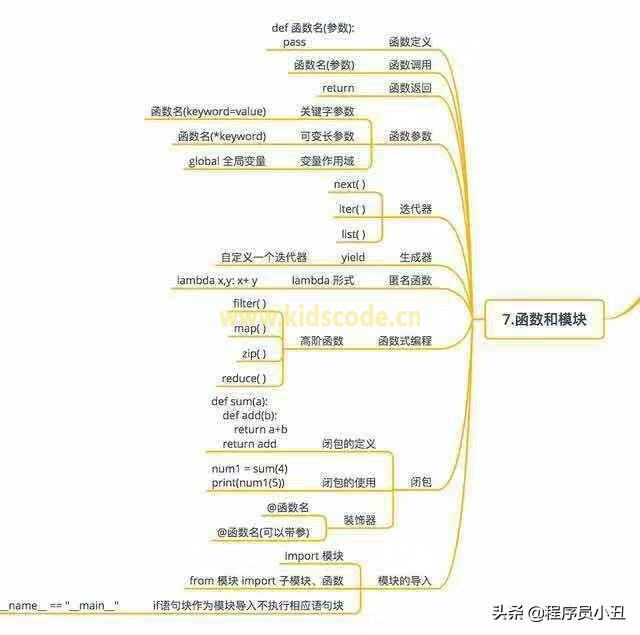 def 函数名(参数):
pass
函数定义
函数名(参数)
函数调用
return
函数返回
函数名(keyword=value)
关键字参数
函数名(*keyword)
可变长参数
函数参数
global 全局变量
变量作用域
next( )
iter( )
迭代器
list( )
自定义一个迭代器
yield
生成器
lambda x,y: x+ y
lambda 形式
匿名函数
filter( )
www.kidscode.cn
map( )
高阶函数
函数式编程
zip( )
reduce( )
7.函数和模块
def sum(a):
def add(b):
return a+b
return add
闭包的定义
num1 = sum(4)
print(num1(5))
闭包的使用
闭包
@函数名
装饰器
@函数名(可以带参)
import 模块
from 模块 import 子模块、函数
模块的导入
__name__ == "__main__"
if语句块作为模块导入不执行相应语句块
头条 @程序员小丑